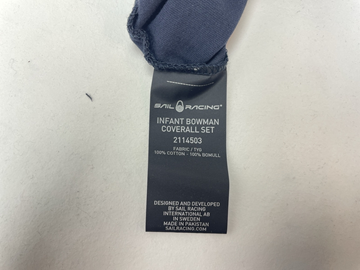 SAIL RACING
INFANT BOWMAN
COVERALL SET
2114503
FABRIC / TYG
100% COTTON - 100% BOMULL
DESIGNED AND DEVELOPED
BY SAIL RACING
INTERNATIONAL AB
IN SWEDEN
MADE IN PAKISTAN
SAILRACING.COM